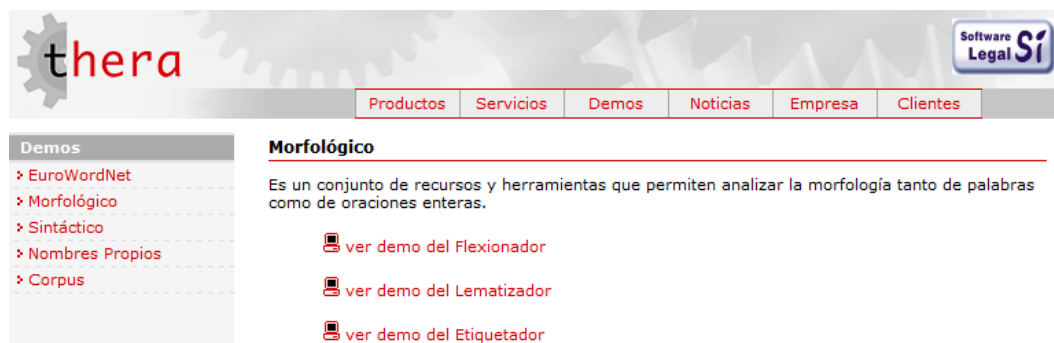 thera
Software Sí
Legal
Productos Servicios Demos Noticias Empresa Clientes
Demos
EuroWordNet
Morfológico
Sintáctico
Nombres Propios
Corpus
Morfológico
Es un conjunto de recursos y herramientas que permiten analizar la morfología tanto de palabras
como de oraciones enteras.
ver demo del Flexionador
ver demo del Lematizador
ver demo del Etiquetador